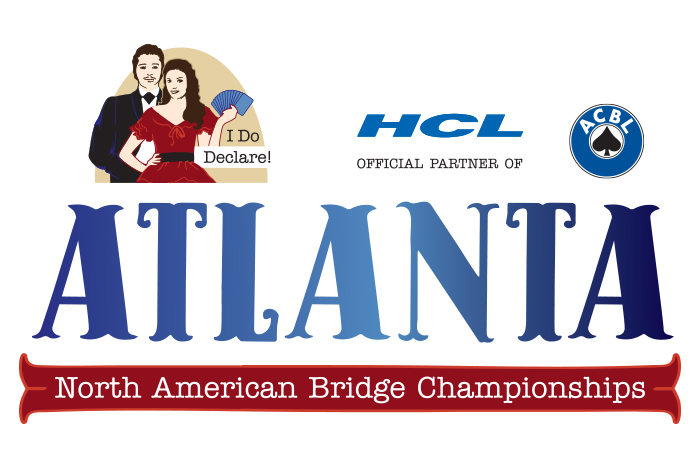 I Do
Declare!
HCL
OFFICIAL PARTNER OF
ACBL
ATLANTA
North American Bridge Championships